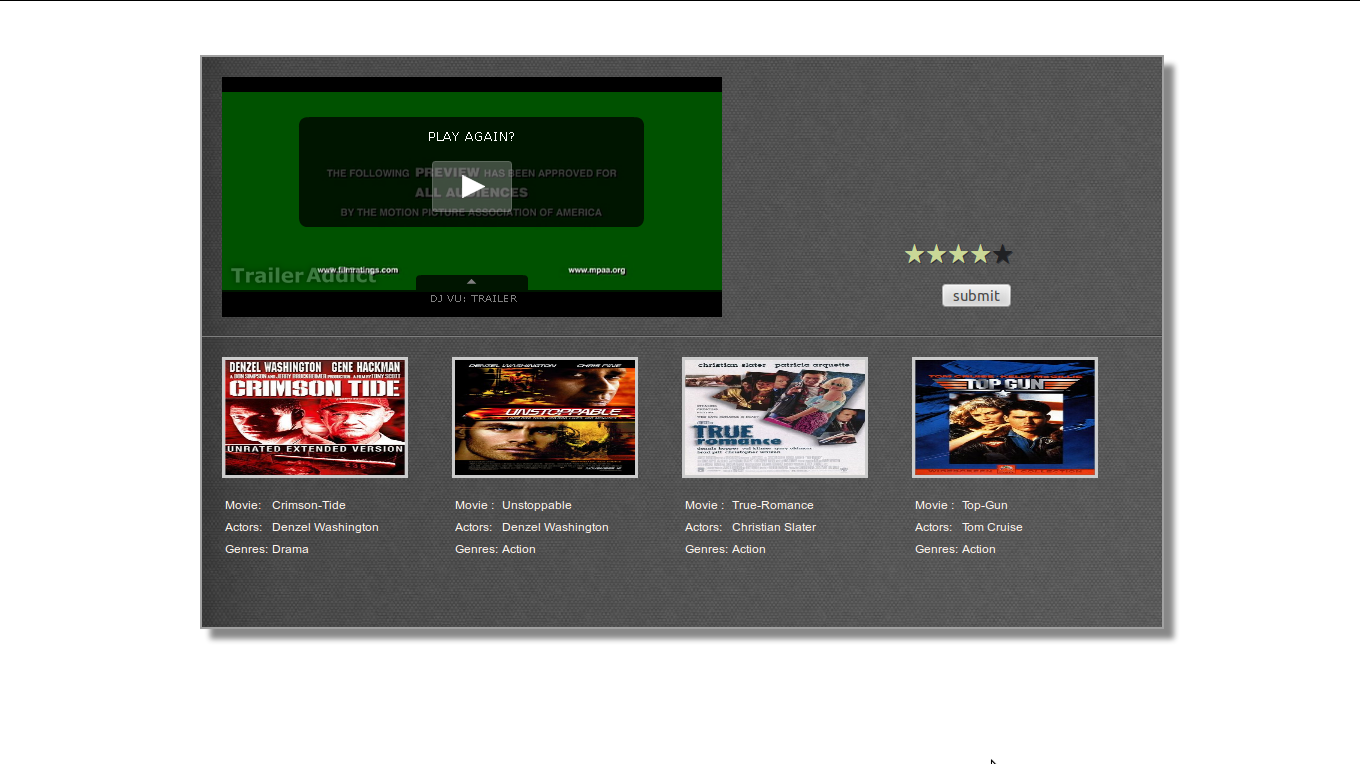 PLAY AGAIN?
THE FOLLOWING PREVIEW HAS BEEN APPROVED FOR
ALL AUDIENCES
BY THE MOTION PICTURE ASSOCIATION OF AMERICA
TrailerAddict
www.filmratings.com
www.mpaa.org
DJ VU: TRAILER
submit
DENZEL WASHINGTON GENE HACKMAN
CRIMSON TIDE
UNRATED EXTENDED VERSION
DENZEL WASHINGTON CHRIS PINE
UNSTOPPABLE
christian slater patricia arquette
TRUE
romance
TOP GUN
Movie: Crimson-Tide
Actors: Denzel Washington
Genres: Drama
Movie : Unstoppable
Actors: Denzel Washington
Genres: Action
Movie : True-Romance
Actors: Christian Slater
Genres: Action
Movie : Top-Gun
Actors: Tom Cruise
Genres: Action